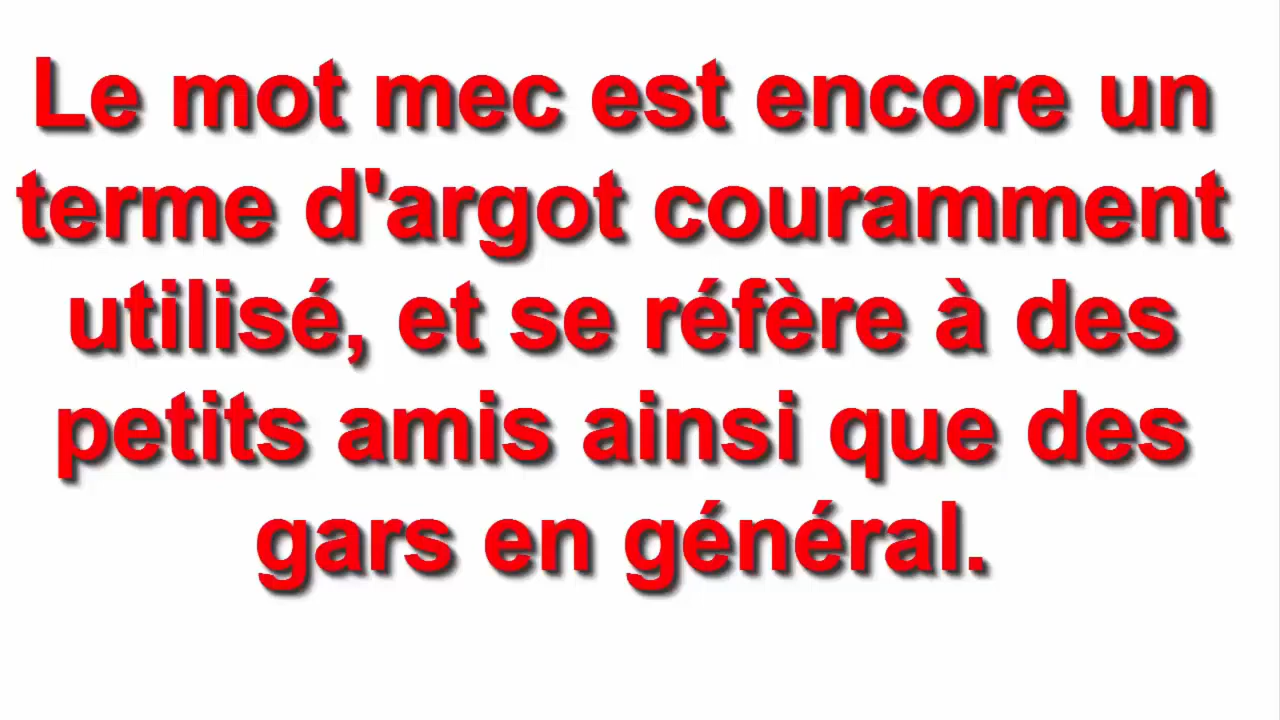 Le mot mec est encore un
terme d'argot couramment
utilisé, et se réfère à des
petits amis ainsi que des
gars en général.